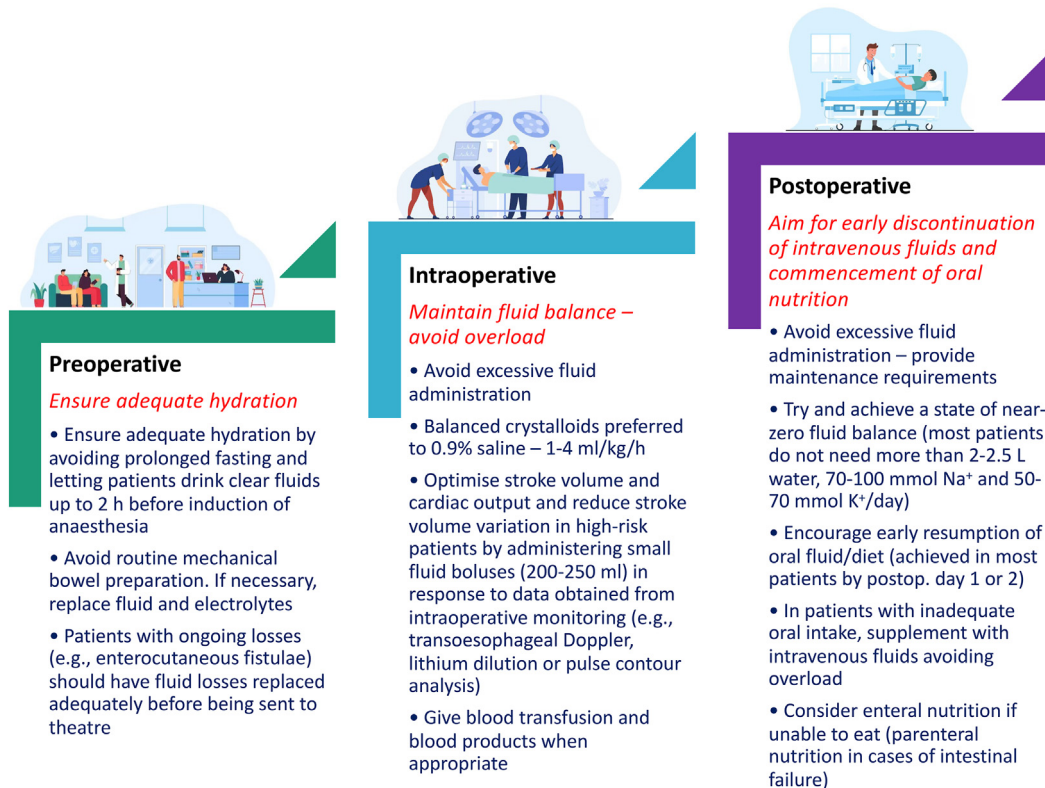 Preoperative
Ensure adequate hydration
• Ensure adequate hydration by
avoiding prolonged fasting and
letting patients drink clear fluids
up to 2 h before induction of
anaesthesia
• Avoid routine mechanical
bowel preparation. If necessary,
replace fluid and electrolytes
• Patients with ongoing losses
(e.g., enterocutaneous fistulae)
should have fluid losses replaced
adequately before being sent to
theatre
Intraoperative
Maintain fluid balance –
avoid overload
• Avoid excessive fluid
administration
• Balanced crystalloids preferred
to 0.9% saline – 1-4 ml/kg/h
• Optimise stroke volume and
cardiac output and reduce stroke
volume variation in high-risk
patients by administering small
fluid boluses (200-250 ml) in
response to data obtained from
intraoperative monitoring (e.g.,
transoesophageal Doppler,
lithium dilution or pulse contour
analysis)
• Give blood transfusion and
blood products when
appropriate
Postoperative
Aim for early discontinuation
of intravenous fluids and
commencement of oral
nutrition
• Avoid excessive fluid
administration – provide
maintenance requirements
• Try and achieve a state of near-
zero fluid balance (most patients
do not need more than 2-2.5 L
water, 70-100 mmol Na⁺ and 50-
70 mmol K⁺/day)
• Encourage early resumption of
oral fluid/diet (achieved in most
patients by postop. day 1 or 2)
• In patients with inadequate
oral intake, supplement with
intravenous fluids avoiding
overload
• Consider enteral nutrition if
unable to eat (parenteral
nutrition in cases of intestinal
failure)